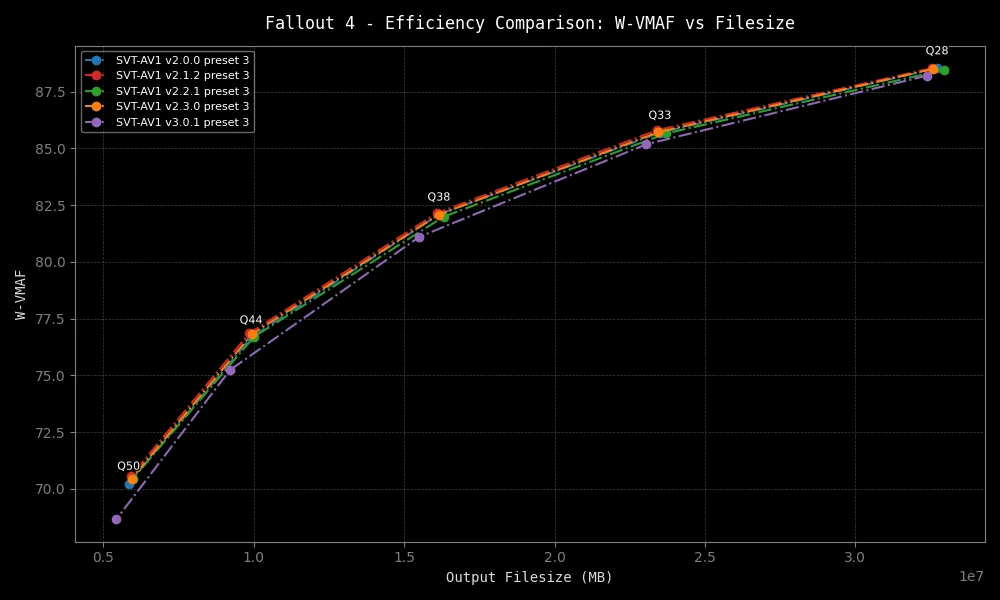 Fallout 4 - Efficiency Comparison: W-VMAF vs Filesize
SVT-AV1 v2.0.0 preset 3
SVT-AV1 v2.1.2 preset 3
SVT-AV1 v2.2.1 preset 3
SVT-AV1 v2.3.0 preset 3
SVT-AV1 v3.0.1 preset 3
Q28
Q33
Q38
Q44
Q50
W-VMAF
87.5
85.0
82.5
80.0
77.5
75.0
72.5
70.0
0.5 1.0 1.5 2.0 2.5 3.0
1e7
Output Filesize (MB)